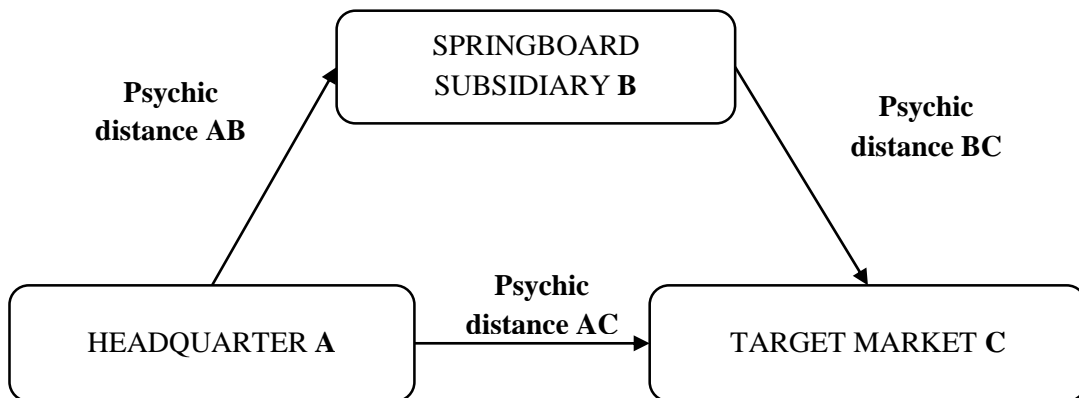 SPRINGBOARD
SUBSIDIARY B
Psychic
distance AB
Psychic
distance BC
Psychic
distance AC
HEADQUARTER A
TARGET MARKET C